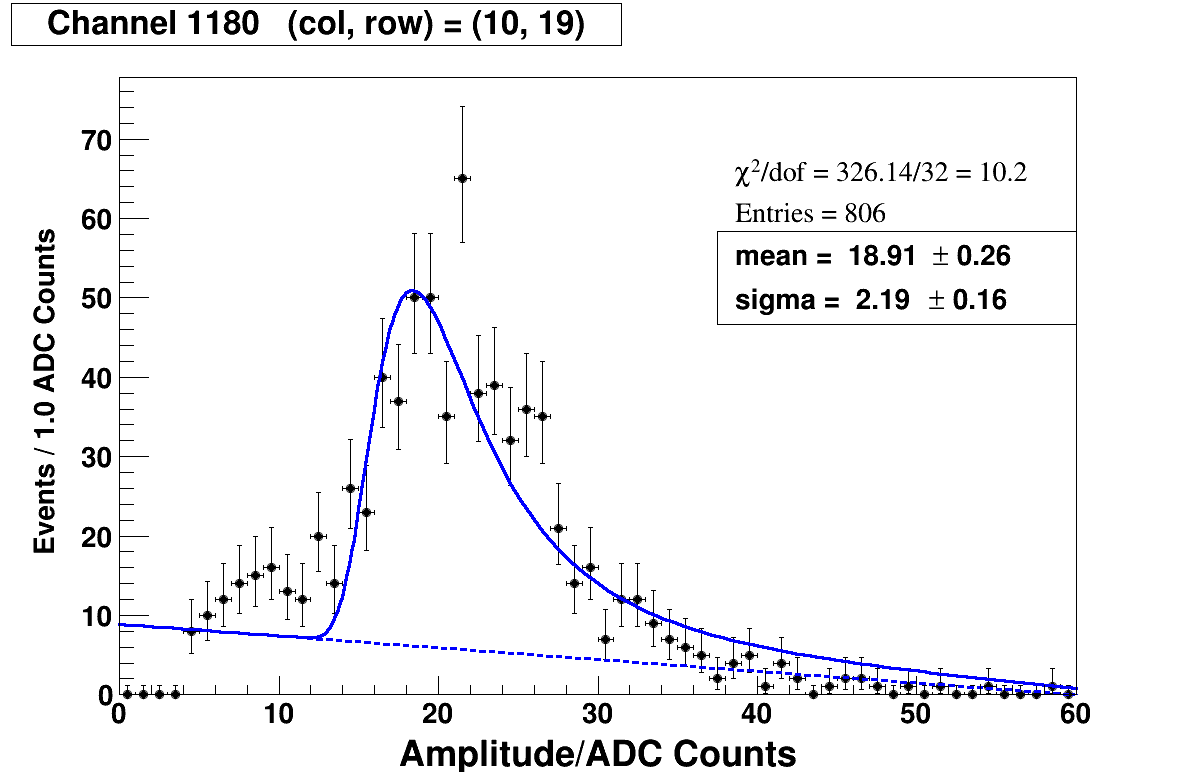 Channel 1180 (col, row) = (10, 19)
χ²/dof = 326.14/32 = 10.2
Entries = 806
mean = 18.91 ± 0.26
sigma = 2.19 ± 0.16
Events / 1.0 ADC Counts
70
60
50
40
30
20
10
0
0 10 20 30 40 50 60
Amplitude/ADC Counts